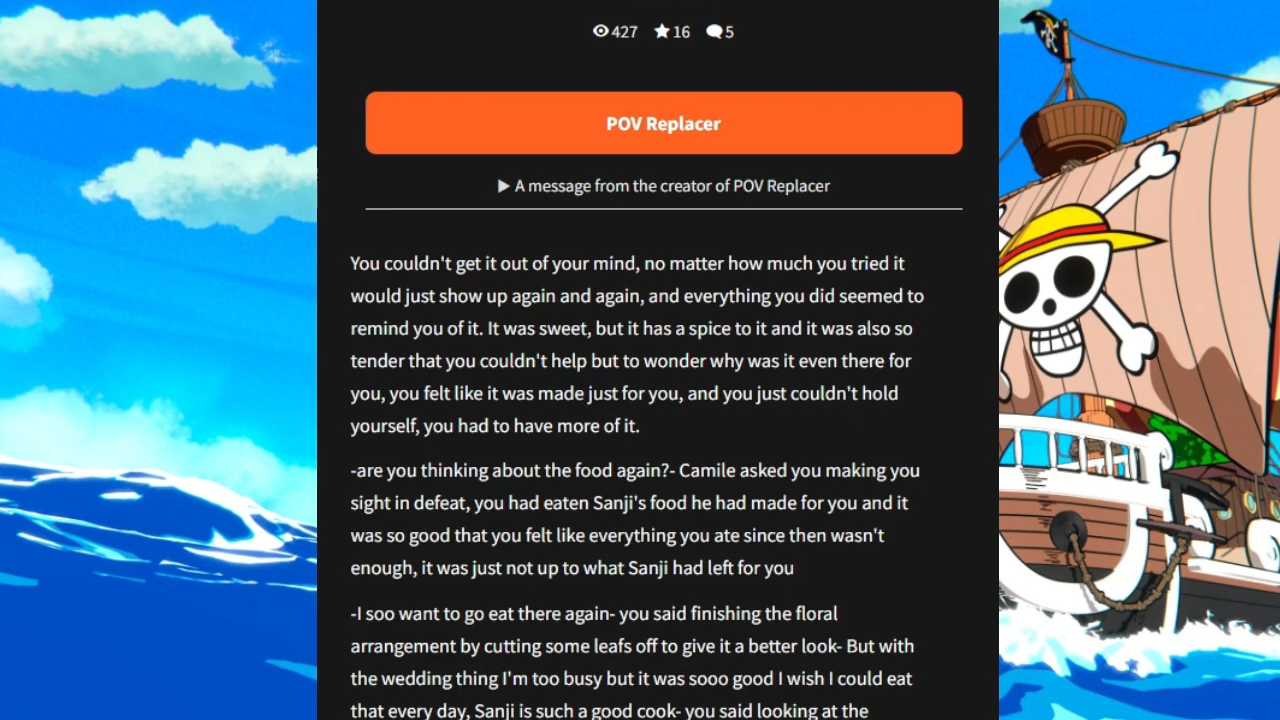 427 16 5
POV Replacer
▶ A message from the creator of POV Replacer
You couldn't get it out of your mind, no matter how much you tried it
would just show up again and again, and everything you did seemed to
remind you of it. It was sweet, but it has a spice to it and it was also so
tender that you couldn't help but to wonder why was it even there for
you, you felt like it was made just for you, and you just couldn't hold
yourself, you had to have more of it.
-are you thinking about the food again?- Camile asked you making you
sight in defeat, you had eaten Sanji's food he had made for you and it
was so good that you felt like everything you ate since then wasn't
enough, it was just not up to what Sanji had left for you
-I soo want to go eat there again- you said finishing the floral
arrangement by cutting some leafs off to give it a better look- But with
the wedding thing I'm too busy but it was sooo good I wish I could eat
that every day, Sanji is such a good cook- you said looking at the